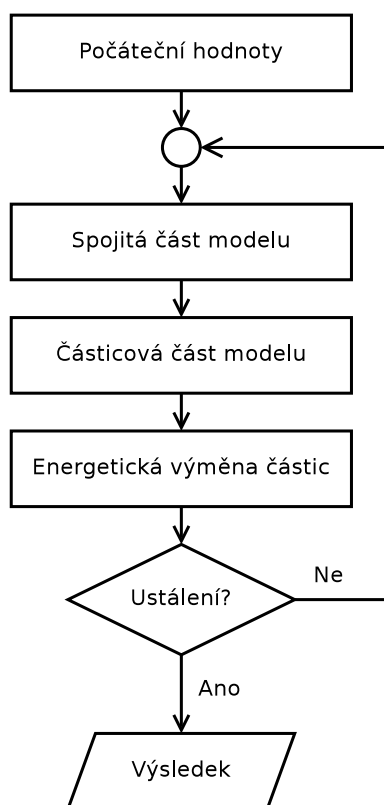 Počáteční hodnoty
Spojitá část modelu
Částicová část modelu
Energetická výměna částic
Ustálení?
Ne
Ano
Výsledek